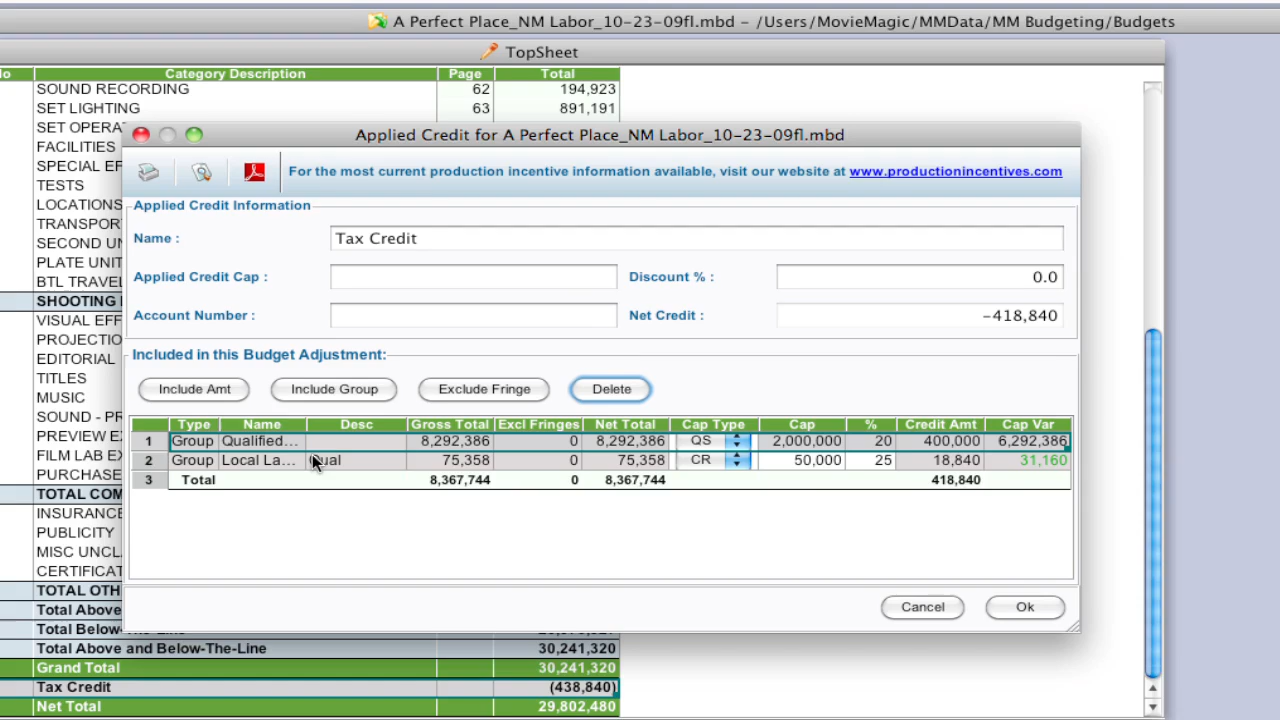 A Perfect Place_NM Labor_10-23-09fl.mbd - /Users/MovieMagic/MMData/MM Budgeting/Budgets
TopSheet
No Category Description Page Total
SOUND RECORDING 62 194,923
SET LIGHTING 63 891,191
SET OPERA
Applied Credit for A Perfect Place_NM Labor_10-23-09fl.mbd
FACILITIES
SPECIAL EF
For the most current production incentive information available, visit our website at www.productionincentives.com
TESTS
LOCATIONS
Applied Credit Information
TRANSPOR
Name : Tax Credit
SECOND UN
PLATE UNIT
BTL TRAVEL
Applied Credit Cap : Discount % : 0.0
SHOOTING
VISUAL EFF
Account Number : Net Credit : -418,840
PROJECTIO
EDITORIAL
Included in this Budget Adjustment:
TITLES
MUSIC
Include Amt Include Group Exclude Fringe Delete
SOUND - PR
PREVIEW E
FILM LAB E
PURCHASE
Type Name Desc Gross Total Excl Fringes Net Total Cap Type Cap % Credit Amt Cap Var
1 Group Qualified... 8,292,386 0 8,292,386 QS 2,000,000 20 400,000 6,292,386
2 Group Local La... ual 75,358 0 75,358 CR 50,000 25 18,840 31,160
3 Total 8,367,744 0 8,367,744 418,840
TOTAL COM
INSURANCE
PUBLICITY
MISC UNCL
CERTIFICAT
TOTAL OTH
Cancel Ok
Total Above
Total Below-The-Line
Total Above and Below-The-Line 30,241,320
Grand Total 30,241,320
Tax Credit (438,840)
Net Total 29,802,480